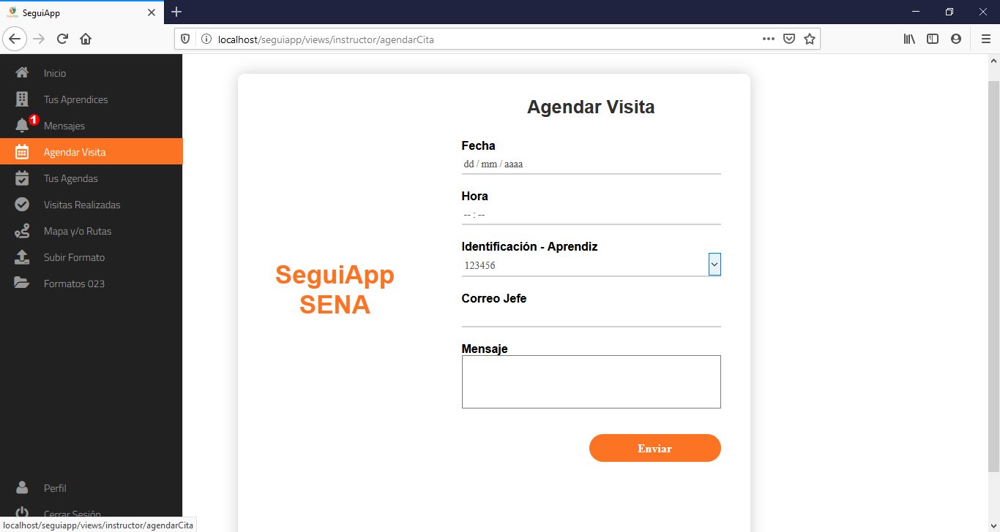 SeguiApp
localhost/seguiapp/views/instructor/agendarCita
Inicio
Tus Aprendices
1
Mensajes
Agendar Visita
Tus Agendas
Visitas Realizadas
Mapa y/o Rutas
Subir Formato
Formatos 023
Perfil
Cerrar Sesión
localhost/seguiapp/views/instructor/agendarCita
SeguiApp
SENA
Agendar Visita
Fecha
dd / mm / aaaa
Hora
-- : --
Identificación - Aprendiz
123456
Correo Jefe
Mensaje
Enviar